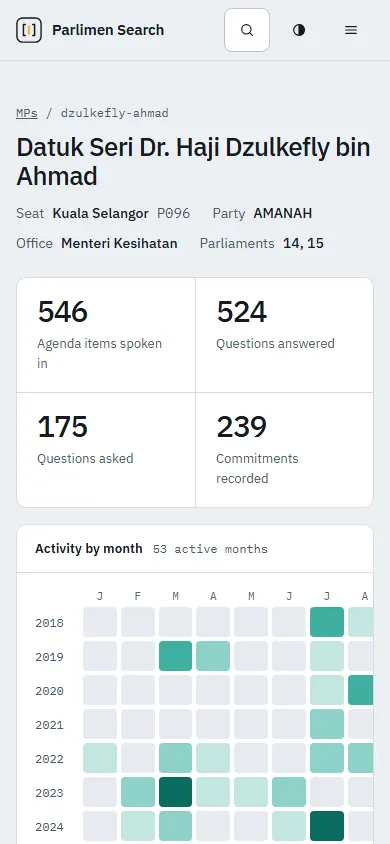 Parlimen Search
MPs / dzulkefly-ahmad
Datuk Seri Dr. Haji Dzulkefly bin
Ahmad
Seat Kuala Selangor P096 Party AMANAH
Office Menteri Kesihatan Parliaments 14, 15
546 524
Agenda items spoken Questions answered
in
175 239
Questions asked Commitments
recorded
Activity by month 53 active months
J F M A M J J A
2018
2019
2020
2021
2022
2023
2024